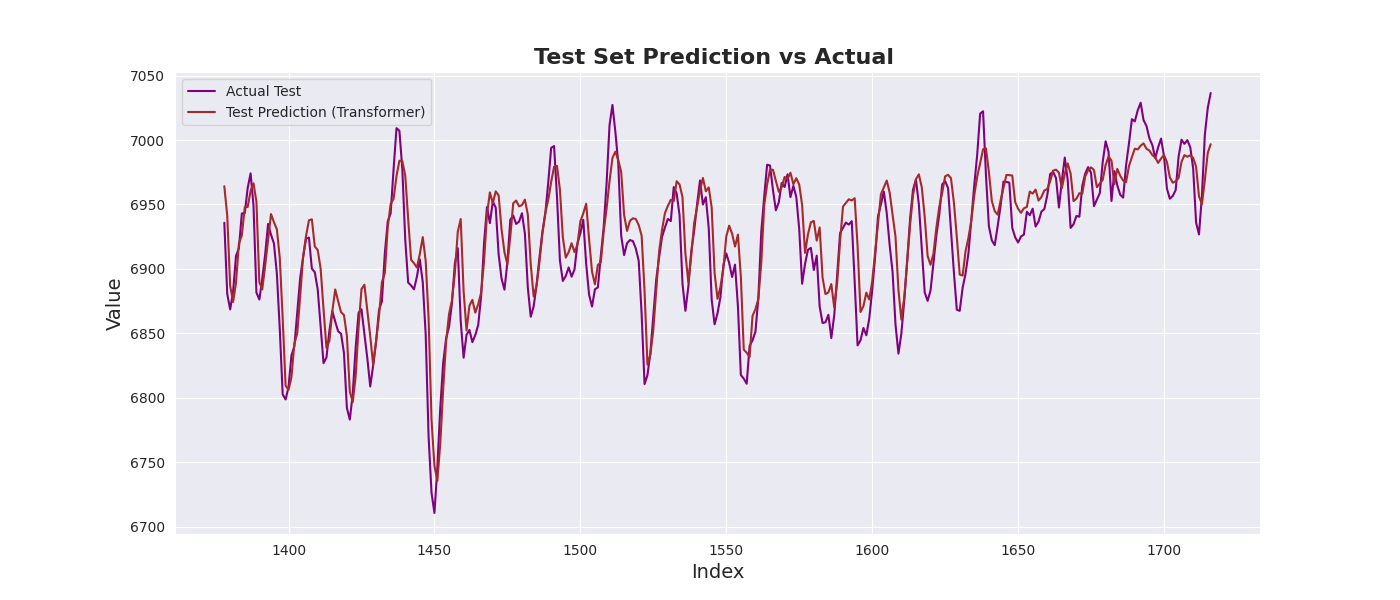 Test Set Prediction vs Actual
Actual Test
Test Prediction (Transformer)
Value
7050
7000
6950
6900
6850
6800
6750
6700
1400 1450 1500 1550 1600 1650 1700
Index